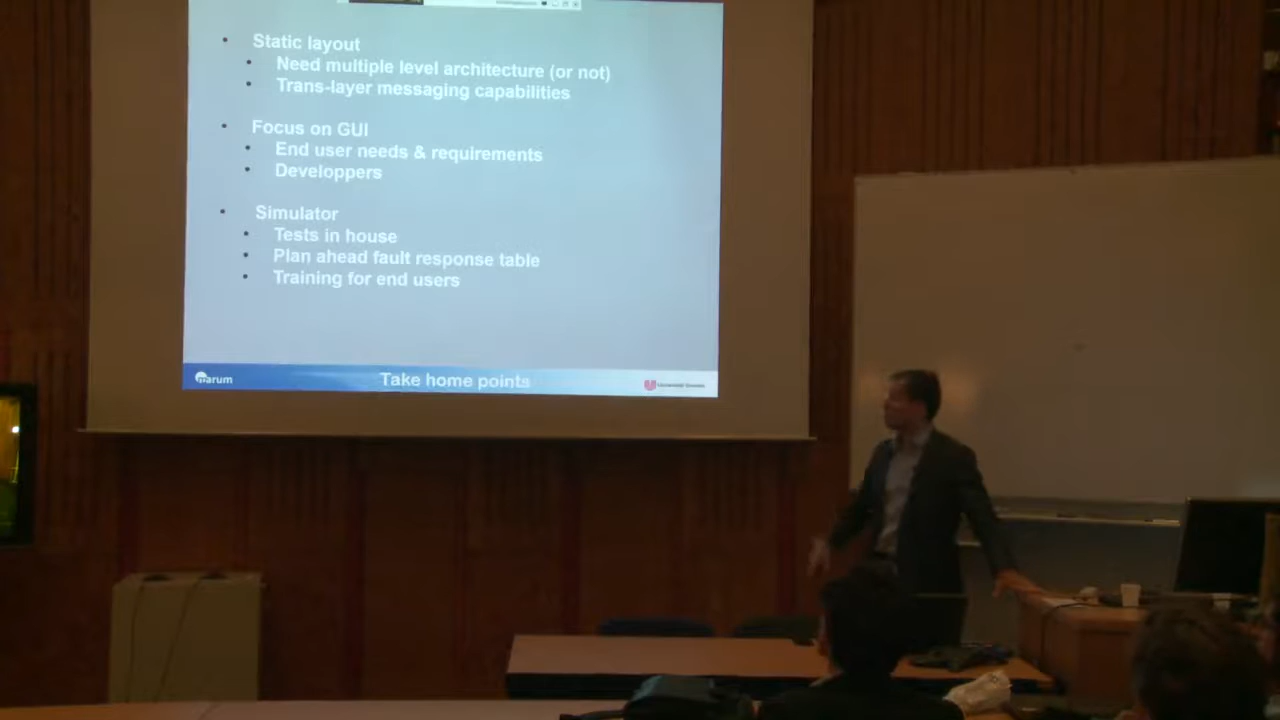 Static layout
Need multiple level architecture (or not)
Trans-layer messaging capabilities
Focus on GUI
End user needs & requirements
Developpers
Simulator
Tests in house
Plan ahead fault response table
Training for end users
marum
Take home points